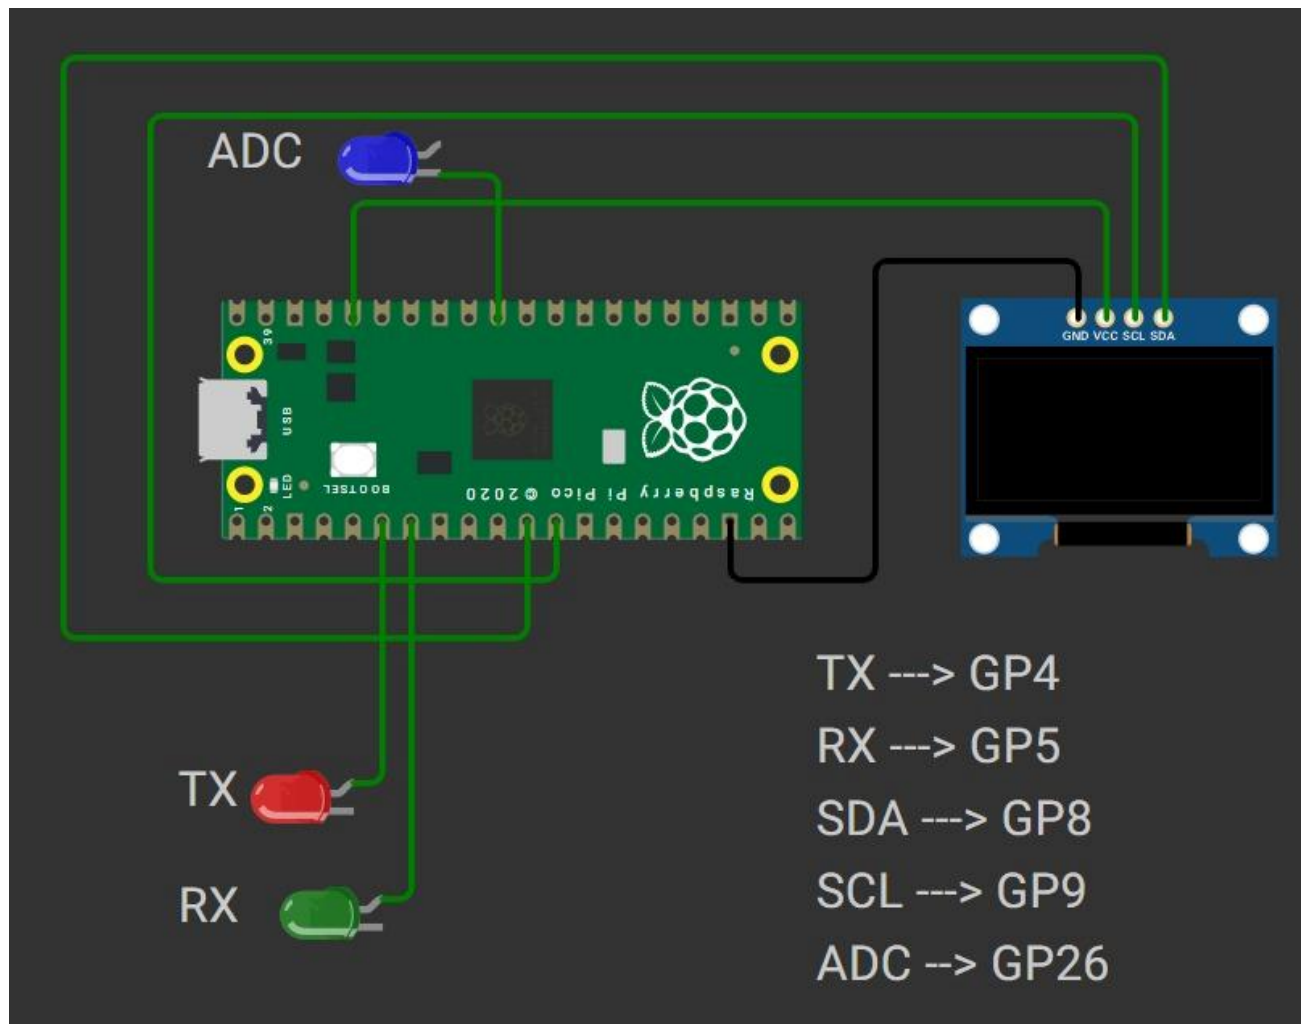 ADC
GND VCC SCL SDA
39
USB
LED
BOOTSEL
1
2
Raspberry Pi Pico © 2020
TX ---> GP4
RX ---> GP5
TX
SDA ---> GP8
SCL ---> GP9
RX
ADC --> GP26